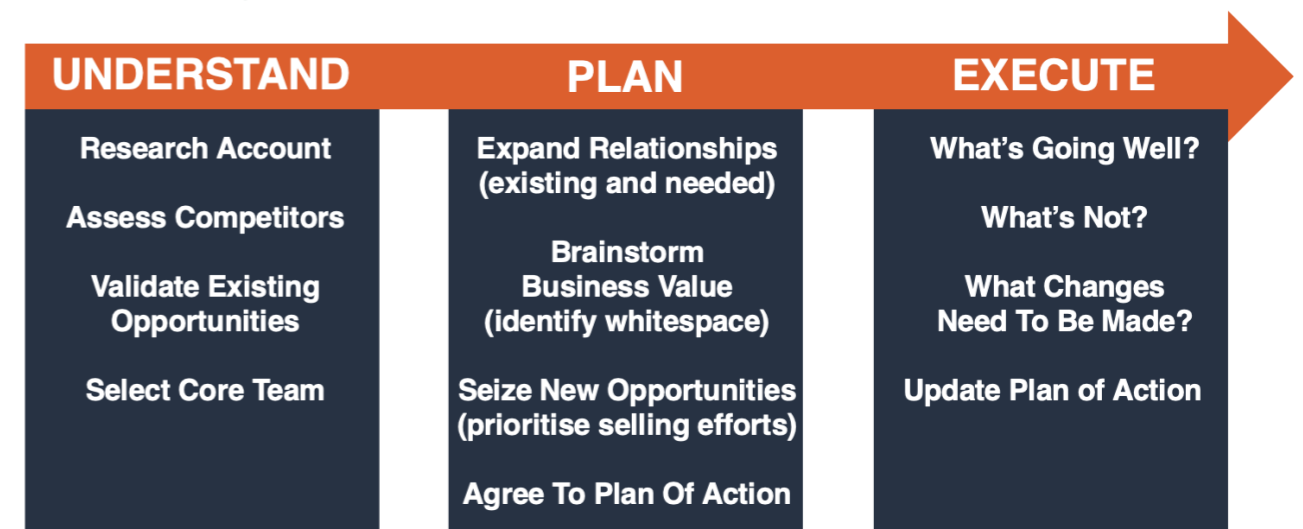 UNDERSTAND
Research Account
Assess Competitors
Validate Existing
Opportunities
Select Core Team
PLAN
Expand Relationships
(existing and needed)
Brainstorm
Business Value
(identify whitespace)
Seize New Opportunities
(prioritise selling efforts)
Agree To Plan Of Action
EXECUTE
What’s Going Well?
What’s Not?
What Changes
Need To Be Made?
Update Plan of Action